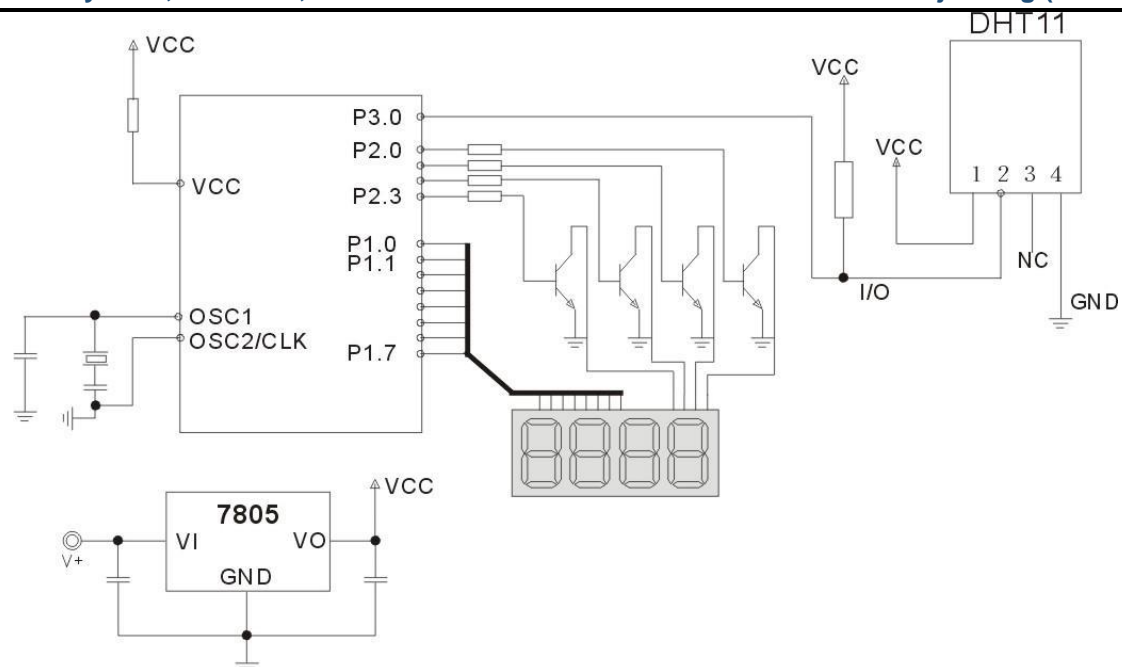 DHT11
VCC
VCC
P3.0
P2.0
VCC
VCC
P2.3
1 2 3 4
P1.0
P1.1
NC
I/O
GND
OSC1
OSC2/CLK
P1.7
VCC
7805
VI
VO
V+
GND